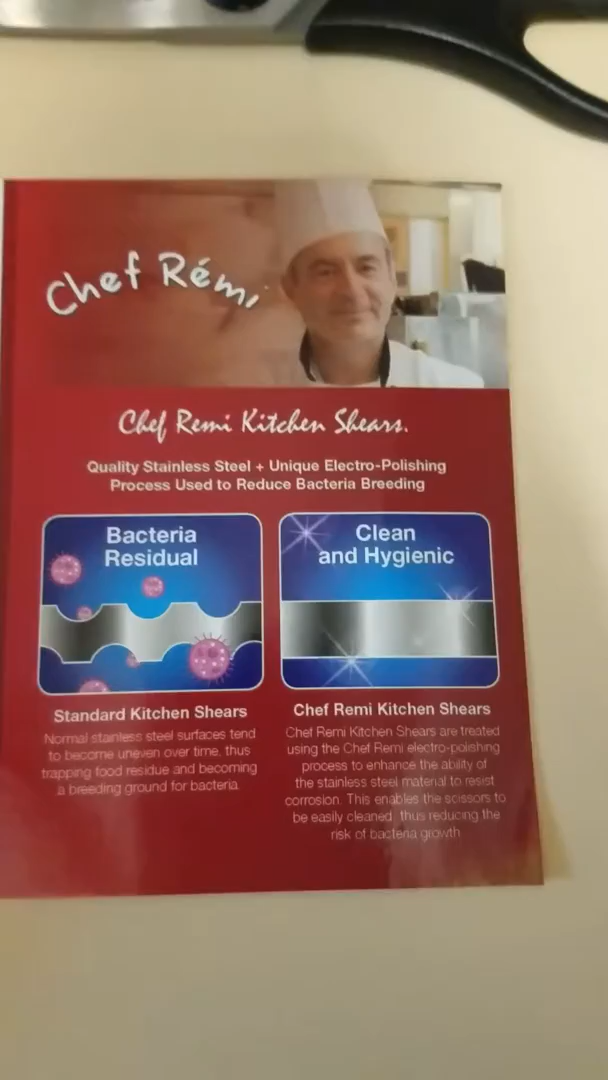 Chef Rémi
Chef Remi Kitchen Shears.
Quality Stainless Steel + Unique Electro-Polishing
Process Used to Reduce Bacteria Breeding
Bacteria
Residual
Standard Kitchen Shears
Normal stainless steel surfaces tend
to become uneven over time, thus
trapping food residue and becoming
a breeding ground for bacteria.
Clean
and Hygienic
Chef Remi Kitchen Shears
Chef Remi Kitchen Shears are treated
using the Chef Remi electro-polishing
process to enhance the ability of
the stainless steel material to resist
corrosion. This enables the scissors to
be easily cleaned, thus reducing the
risk of bacteria growth.